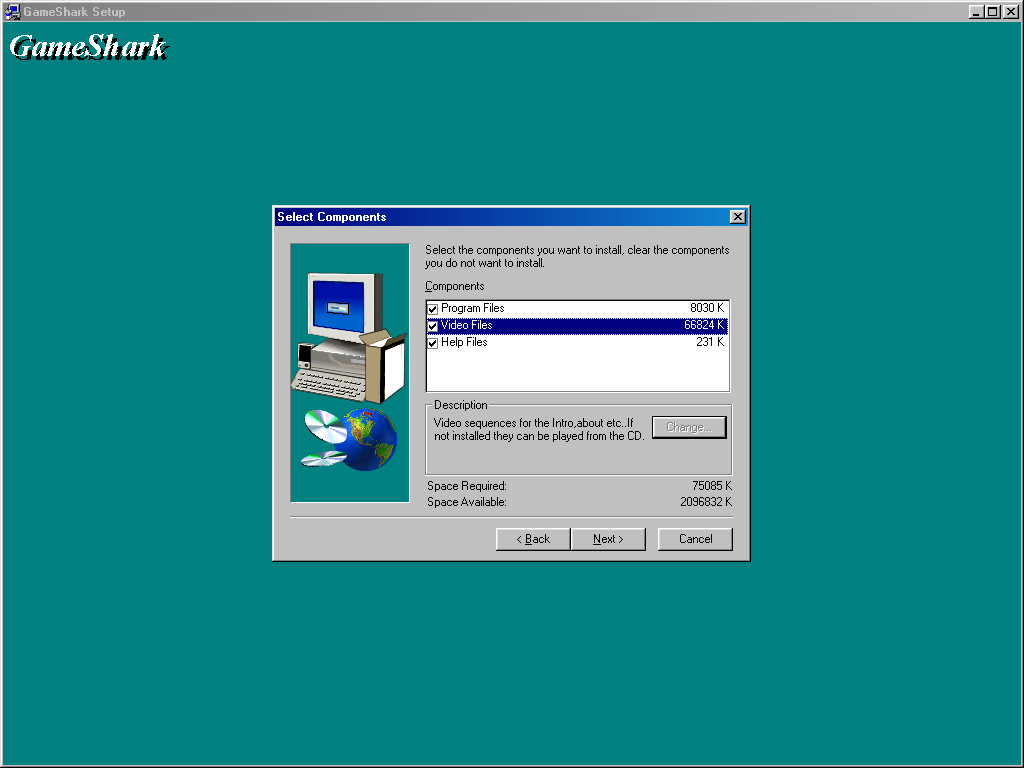 GameShark Setup
GameShark
Select Components
Select the components you want to install, clear the components
you do not want to install.
Components
Program Files 8030 K
Video Files 66824 K
Help Files 231 K
Description
Video sequences for the Intro,about etc..If
not installed they can be played from the CD.
Change...
Space Required: 75085 K
Space Available: 2096832 K
< Back Next > Cancel